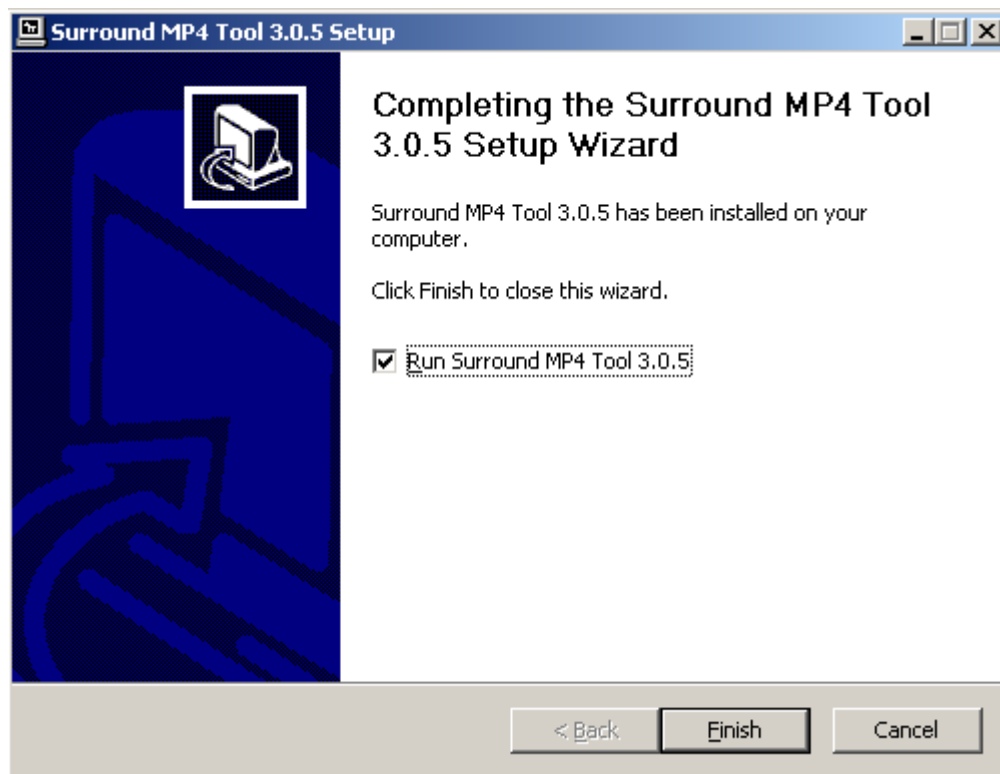 Surround MP4 Tool 3.0.5 Setup
Completing the Surround MP4 Tool
3.0.5 Setup Wizard
Surround MP4 Tool 3.0.5 has been installed on your
computer.
Click Finish to close this wizard.
Run Surround MP4 Tool 3.0.5
< Back Finish Cancel